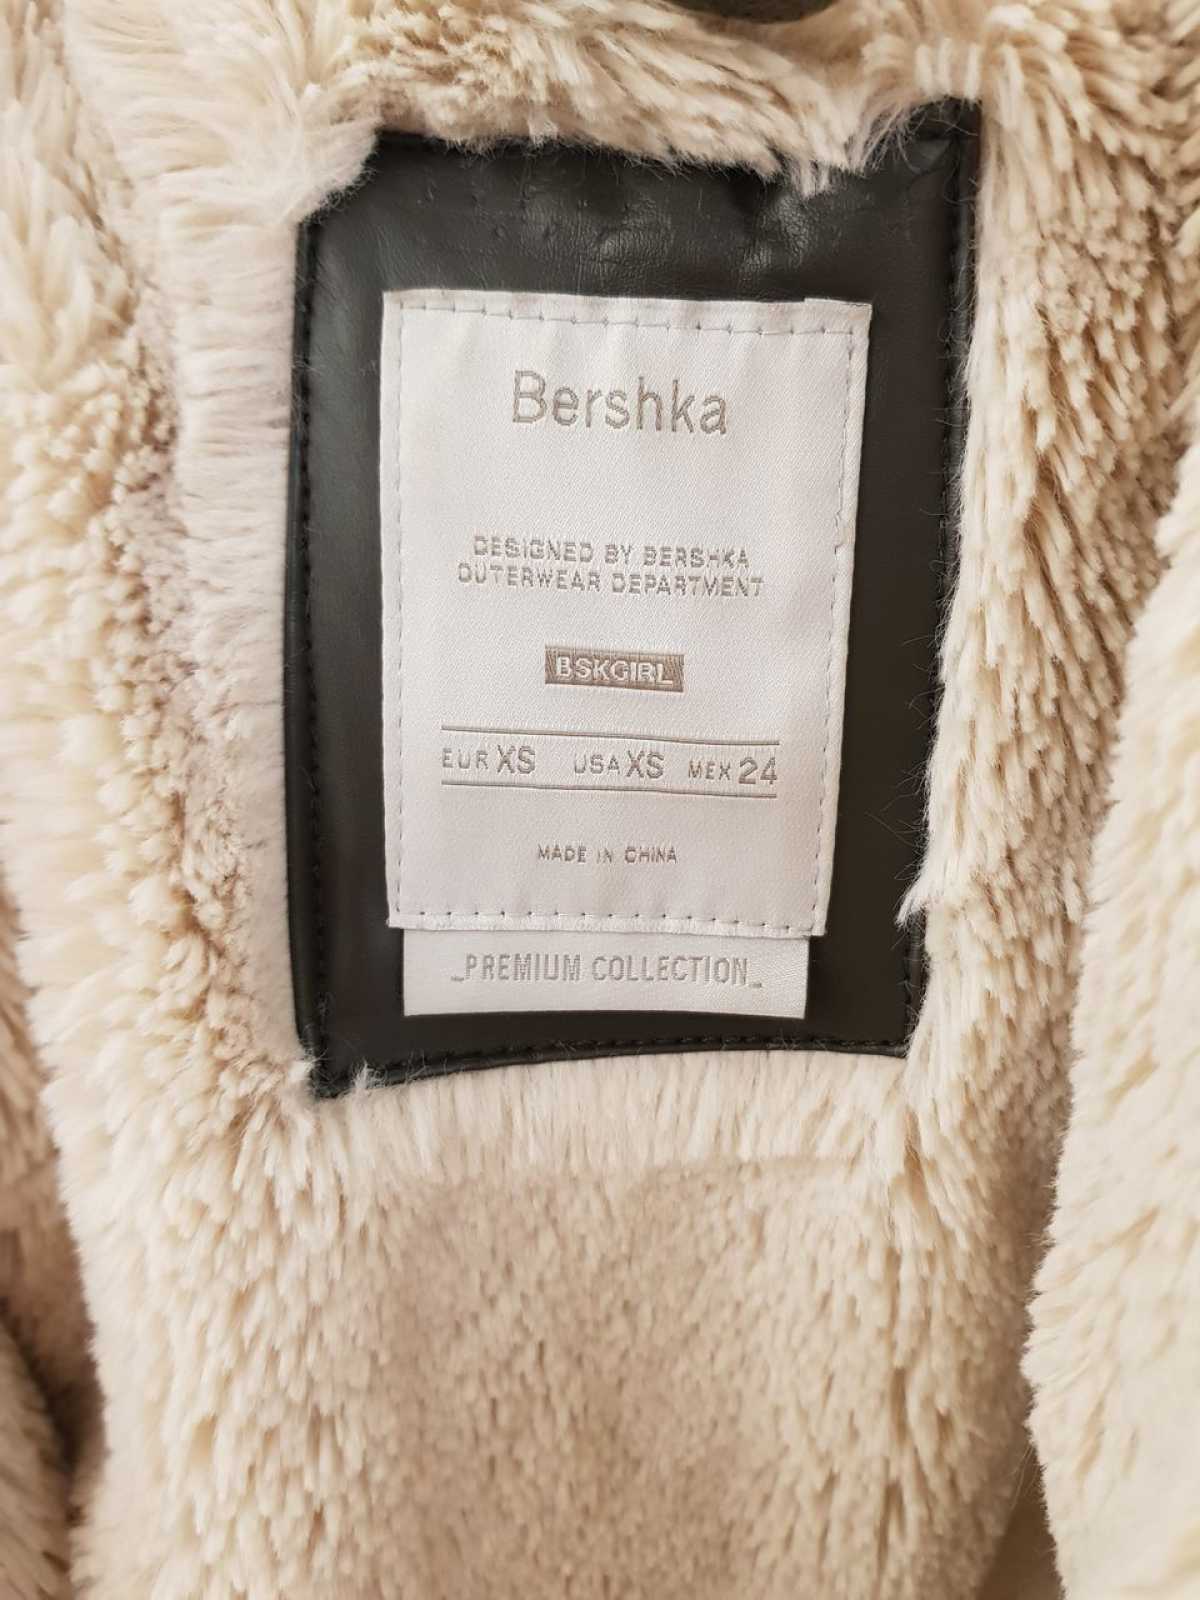 Bershka
DESIGNED BY BERSHKA
OUTERWEAR DEPARTMENT
BSKGIRL
EUR XS USA XS MEX 24
MADE IN CHINA
_PREMIUM COLLECTION_